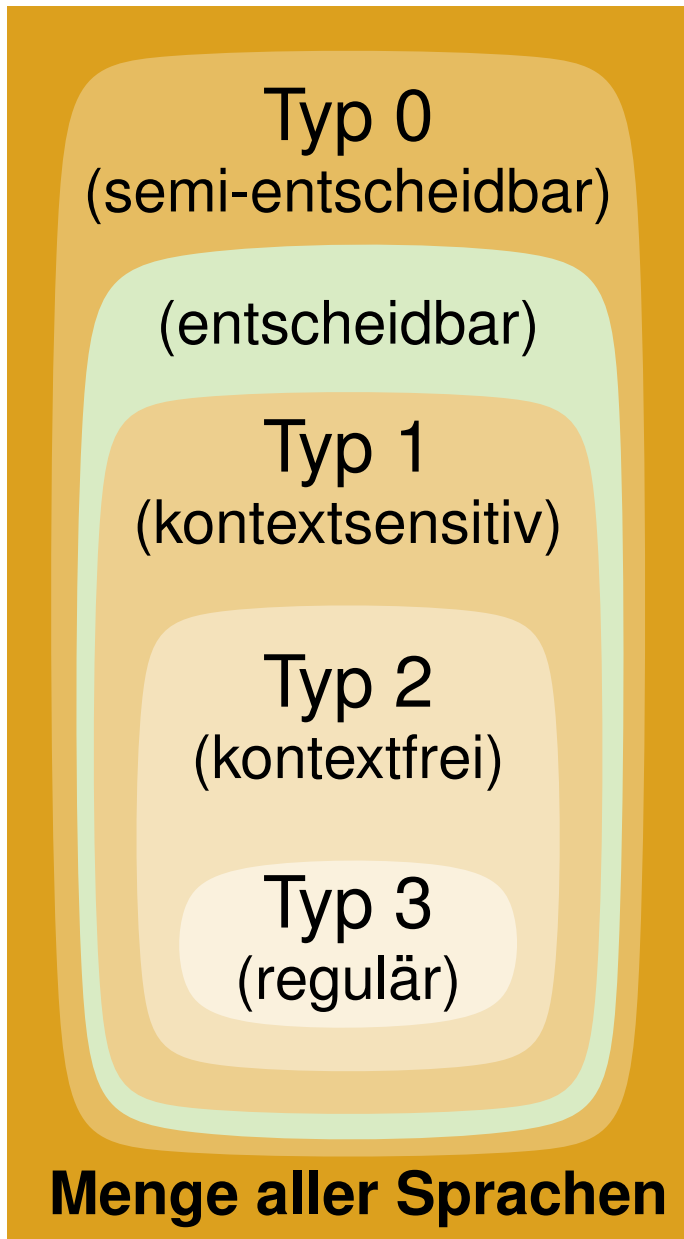 Typ 0
(semi-entscheidbar)
(entscheidbar)
Typ 1
(kontextsensitiv)
Typ 2
(kontextfrei)
Typ 3
(regulär)
Menge aller Sprachen